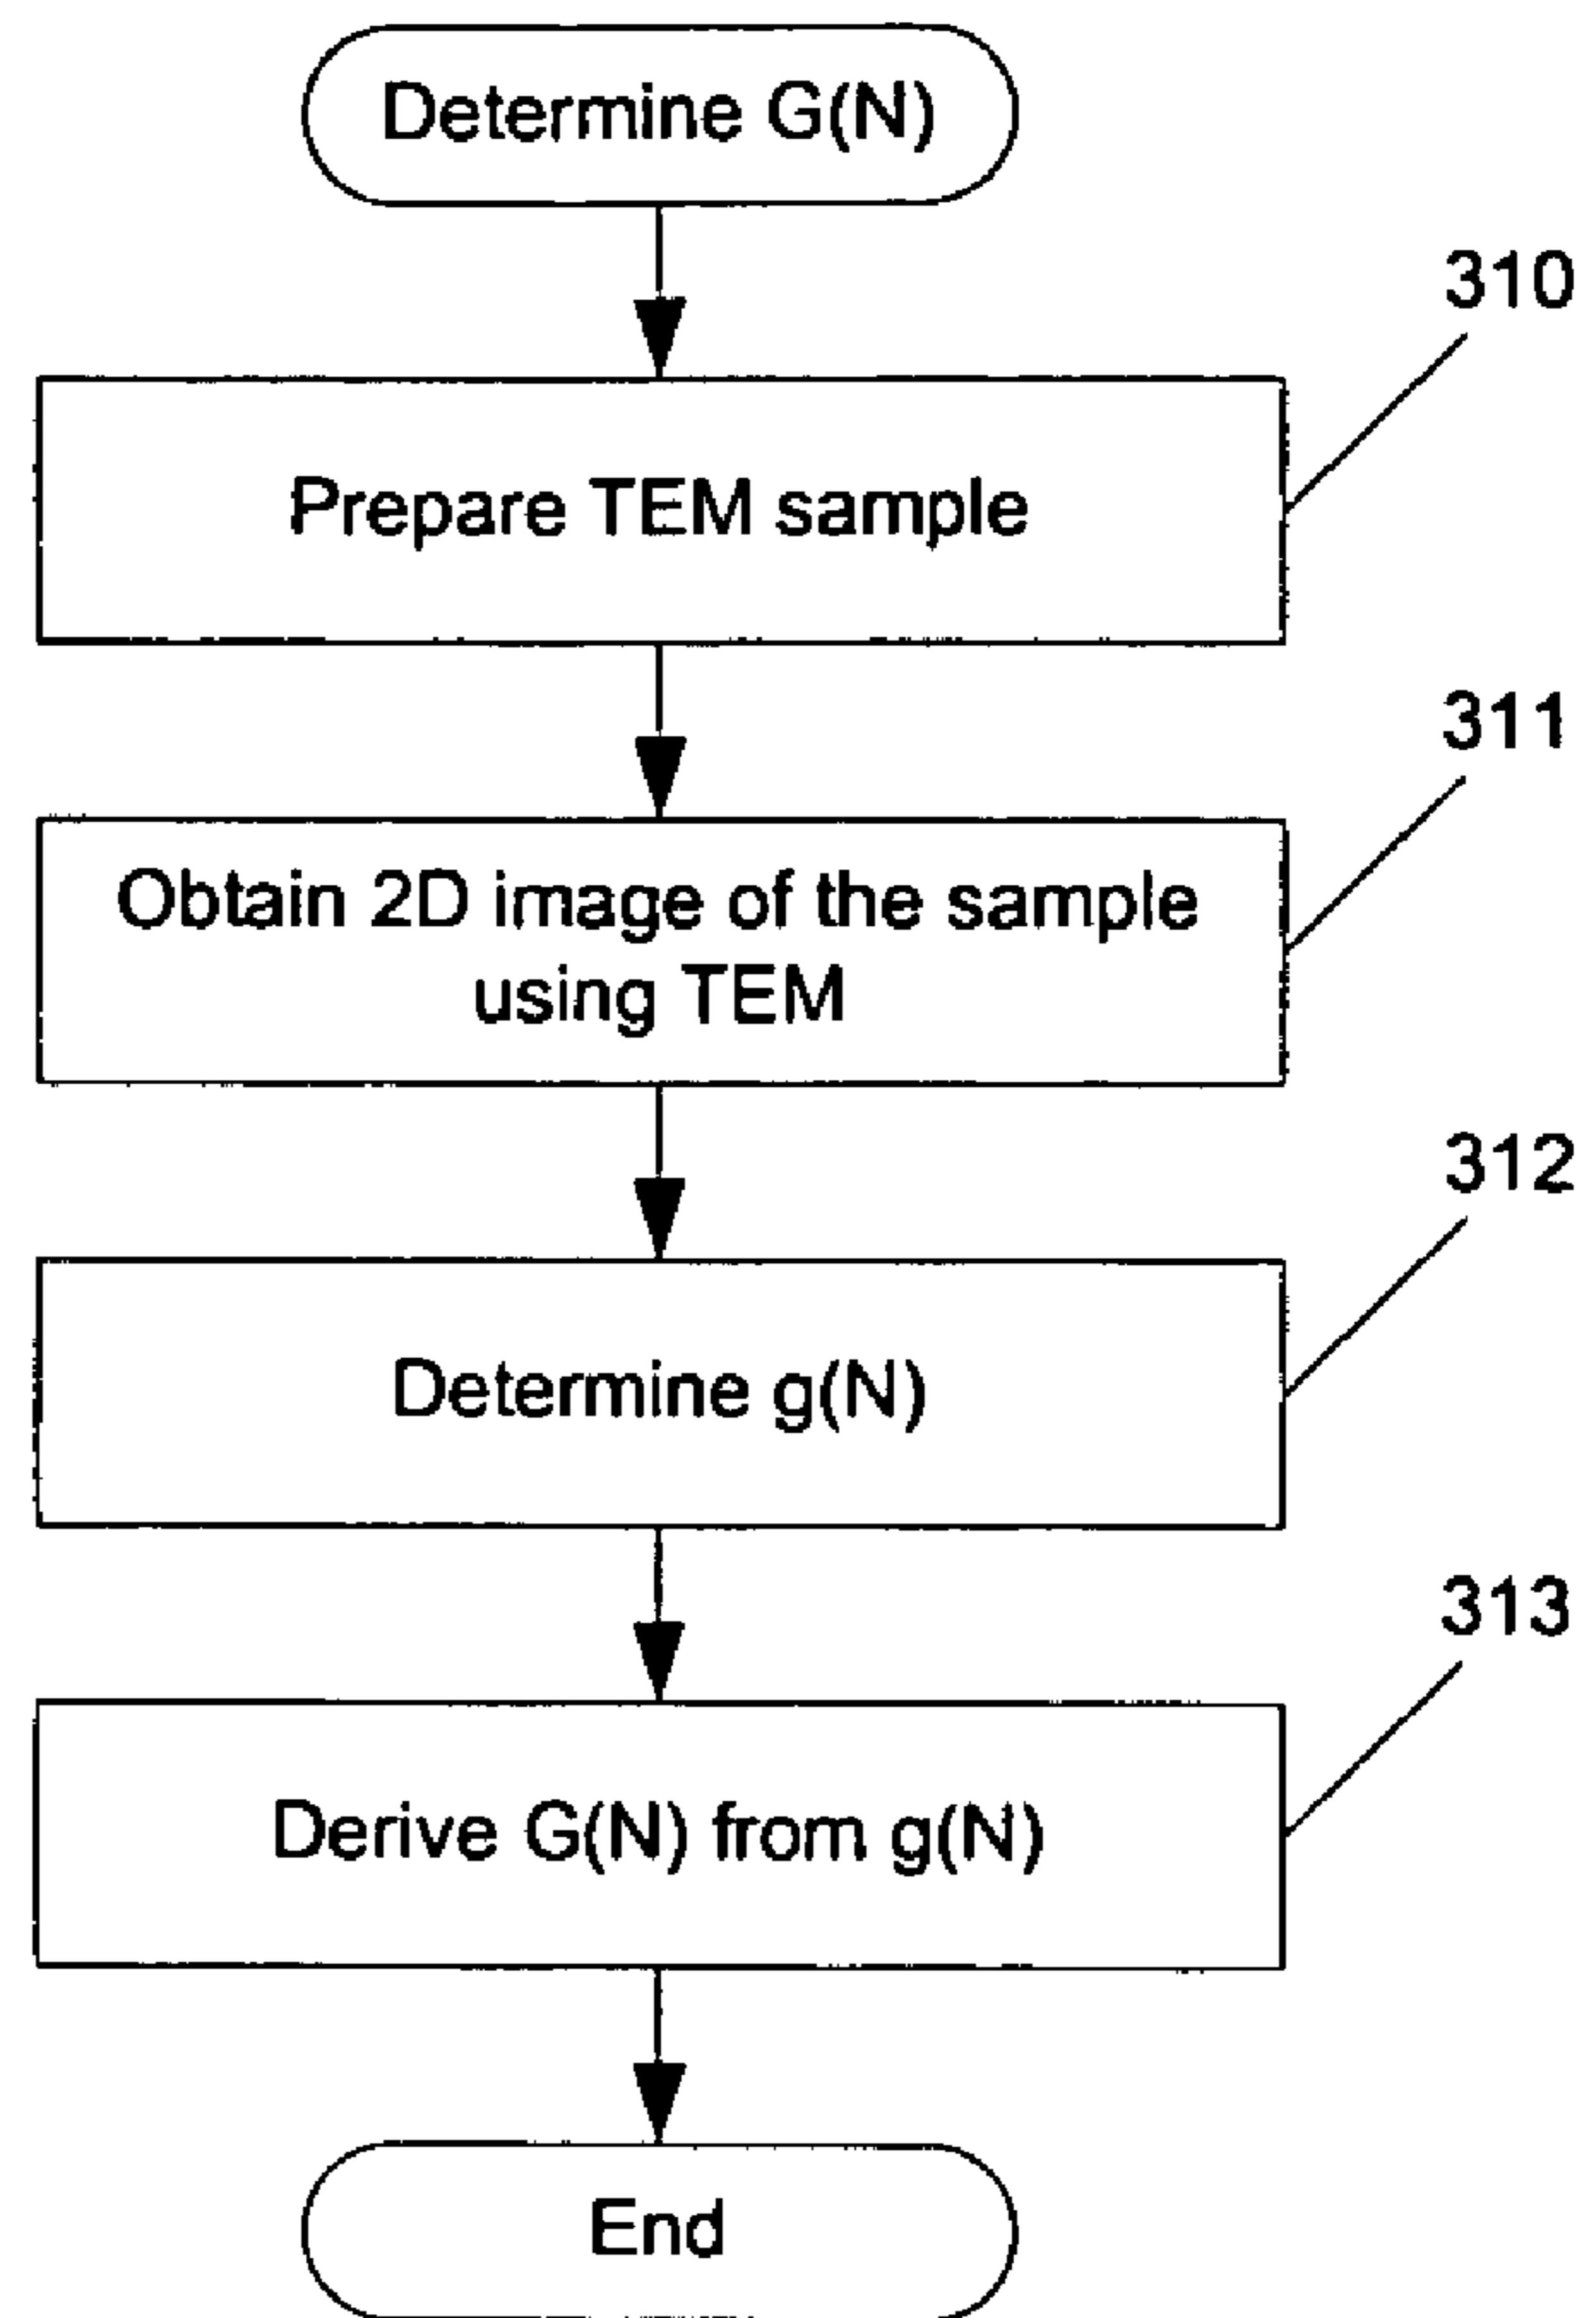 Determine G(N)
310
Prepare TEM sample
311
Obtain 2D image of the sample
using TEM
312
Determine g(N)
313
Derive G(N) from g(N)
End